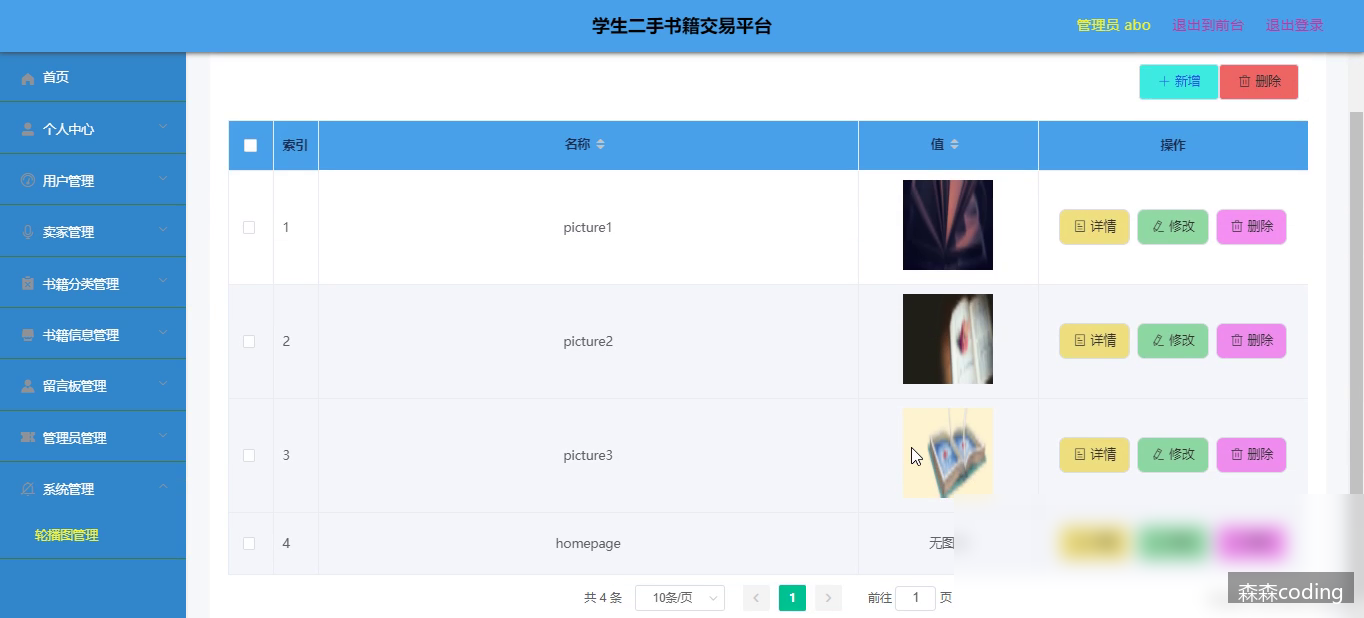 学生二手书籍交易平台
管理员 abo 退出到前台 退出登录
首页
个人中心
用户管理
卖家管理
书籍分类管理
书籍信息管理
留言板管理
管理员管理
系统管理
轮播图管理
新增 删除
索引 名称 值 操作
1 picture1 详情 修改 删除
2 picture2 详情 修改 删除
3 picture3 详情 修改 删除
4 homepage 无图
共 4 条 10条/页 1 前往 1 页
森森coding